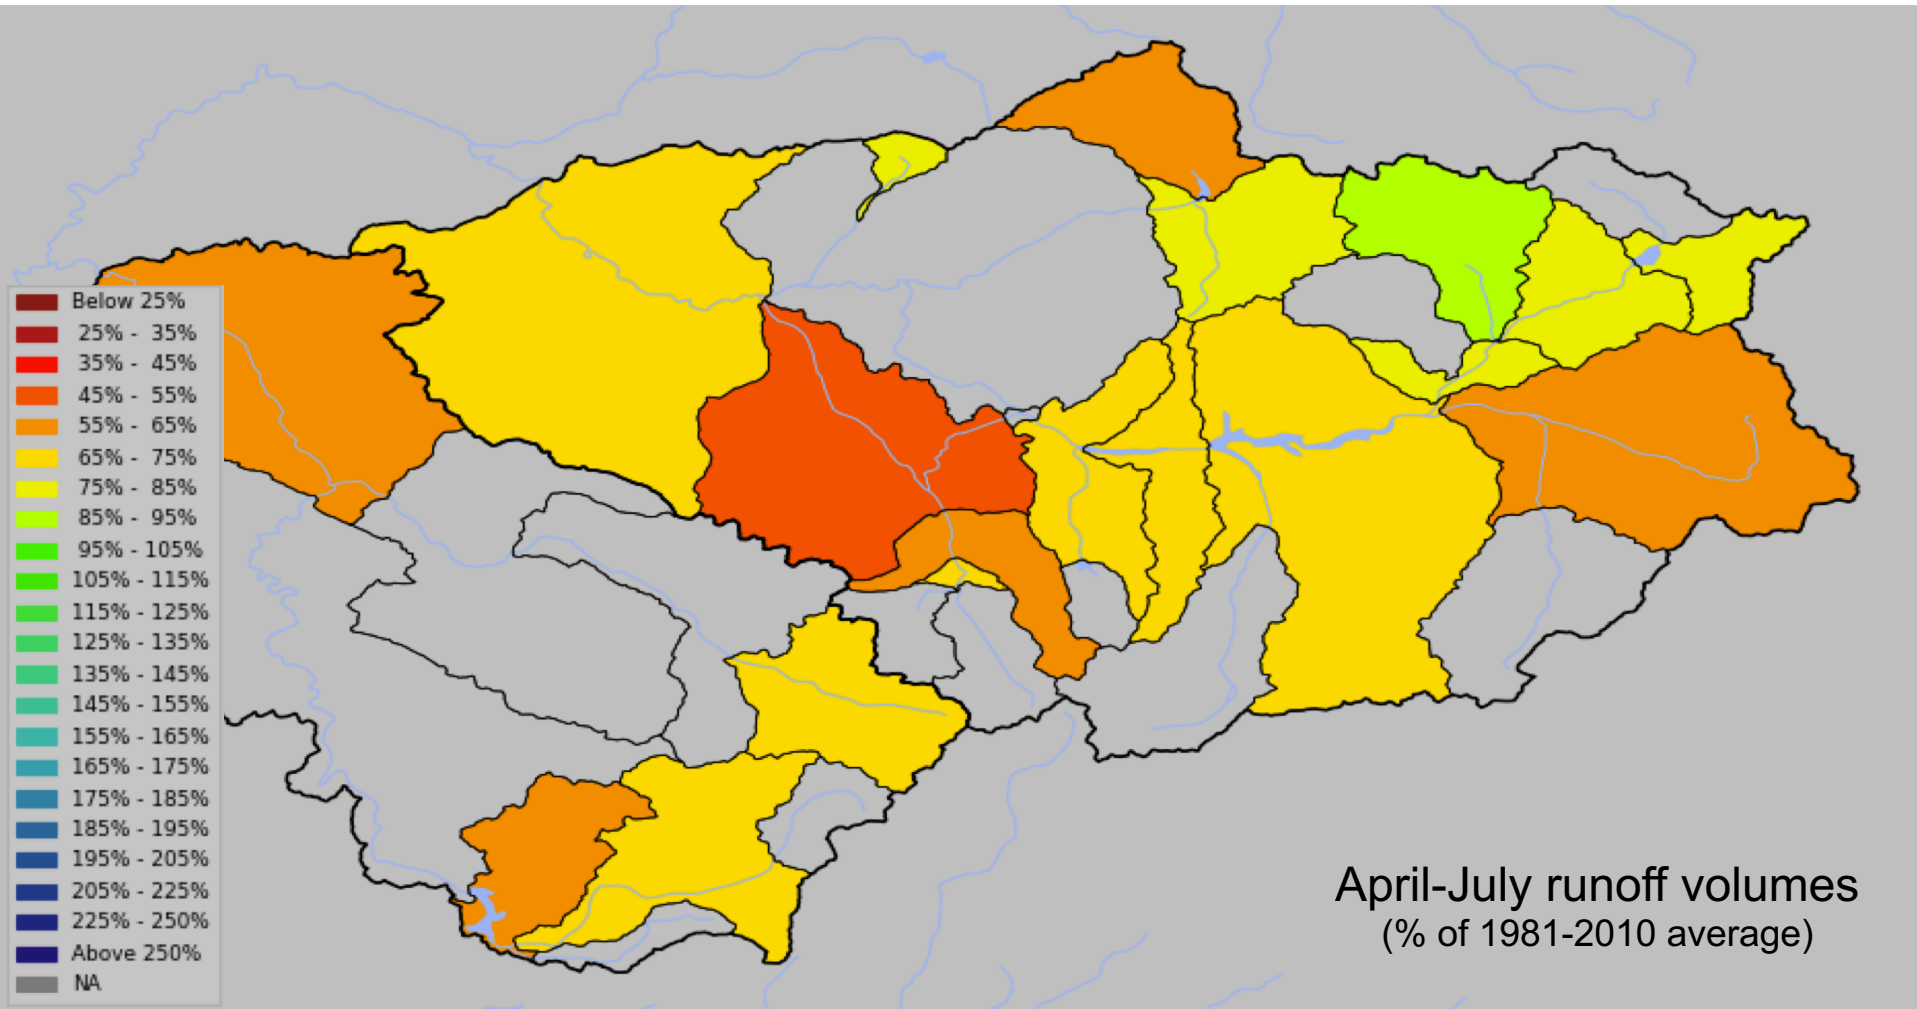 Below 25%
25% - 35%
35% - 45%
45% - 55%
55% - 65%
65% - 75%
75% - 85%
85% - 95%
95% - 105%
105% - 115%
115% - 125%
125% - 135%
135% - 145%
145% - 155%
155% - 165%
165% - 175%
175% - 185%
185% - 195%
195% - 205%
205% - 225%
225% - 250%
Above 250%
NA
April-July runoff volumes
(% of 1981-2010 average)